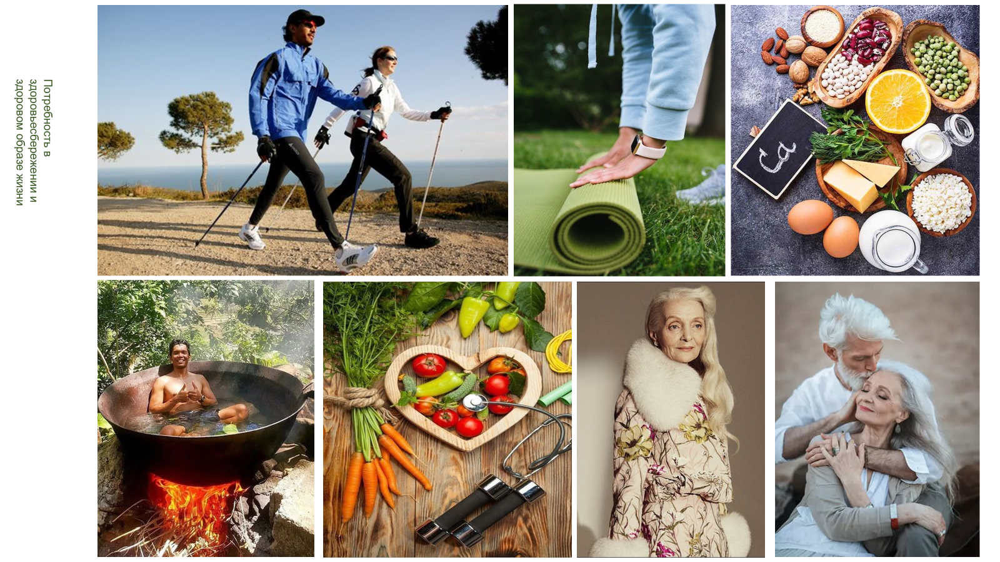 Потребность в
здоровьесбережении и
здоровом образе жизни
Ca